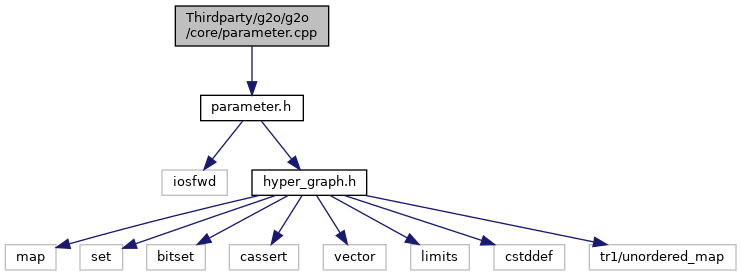 Thirdparty/g2o/g2o
/core/parameter.cpp
parameter.h
iosfwd
hyper_graph.h
map
set
bitset
cassert
vector
limits
cstddef
tr1/unordered_map